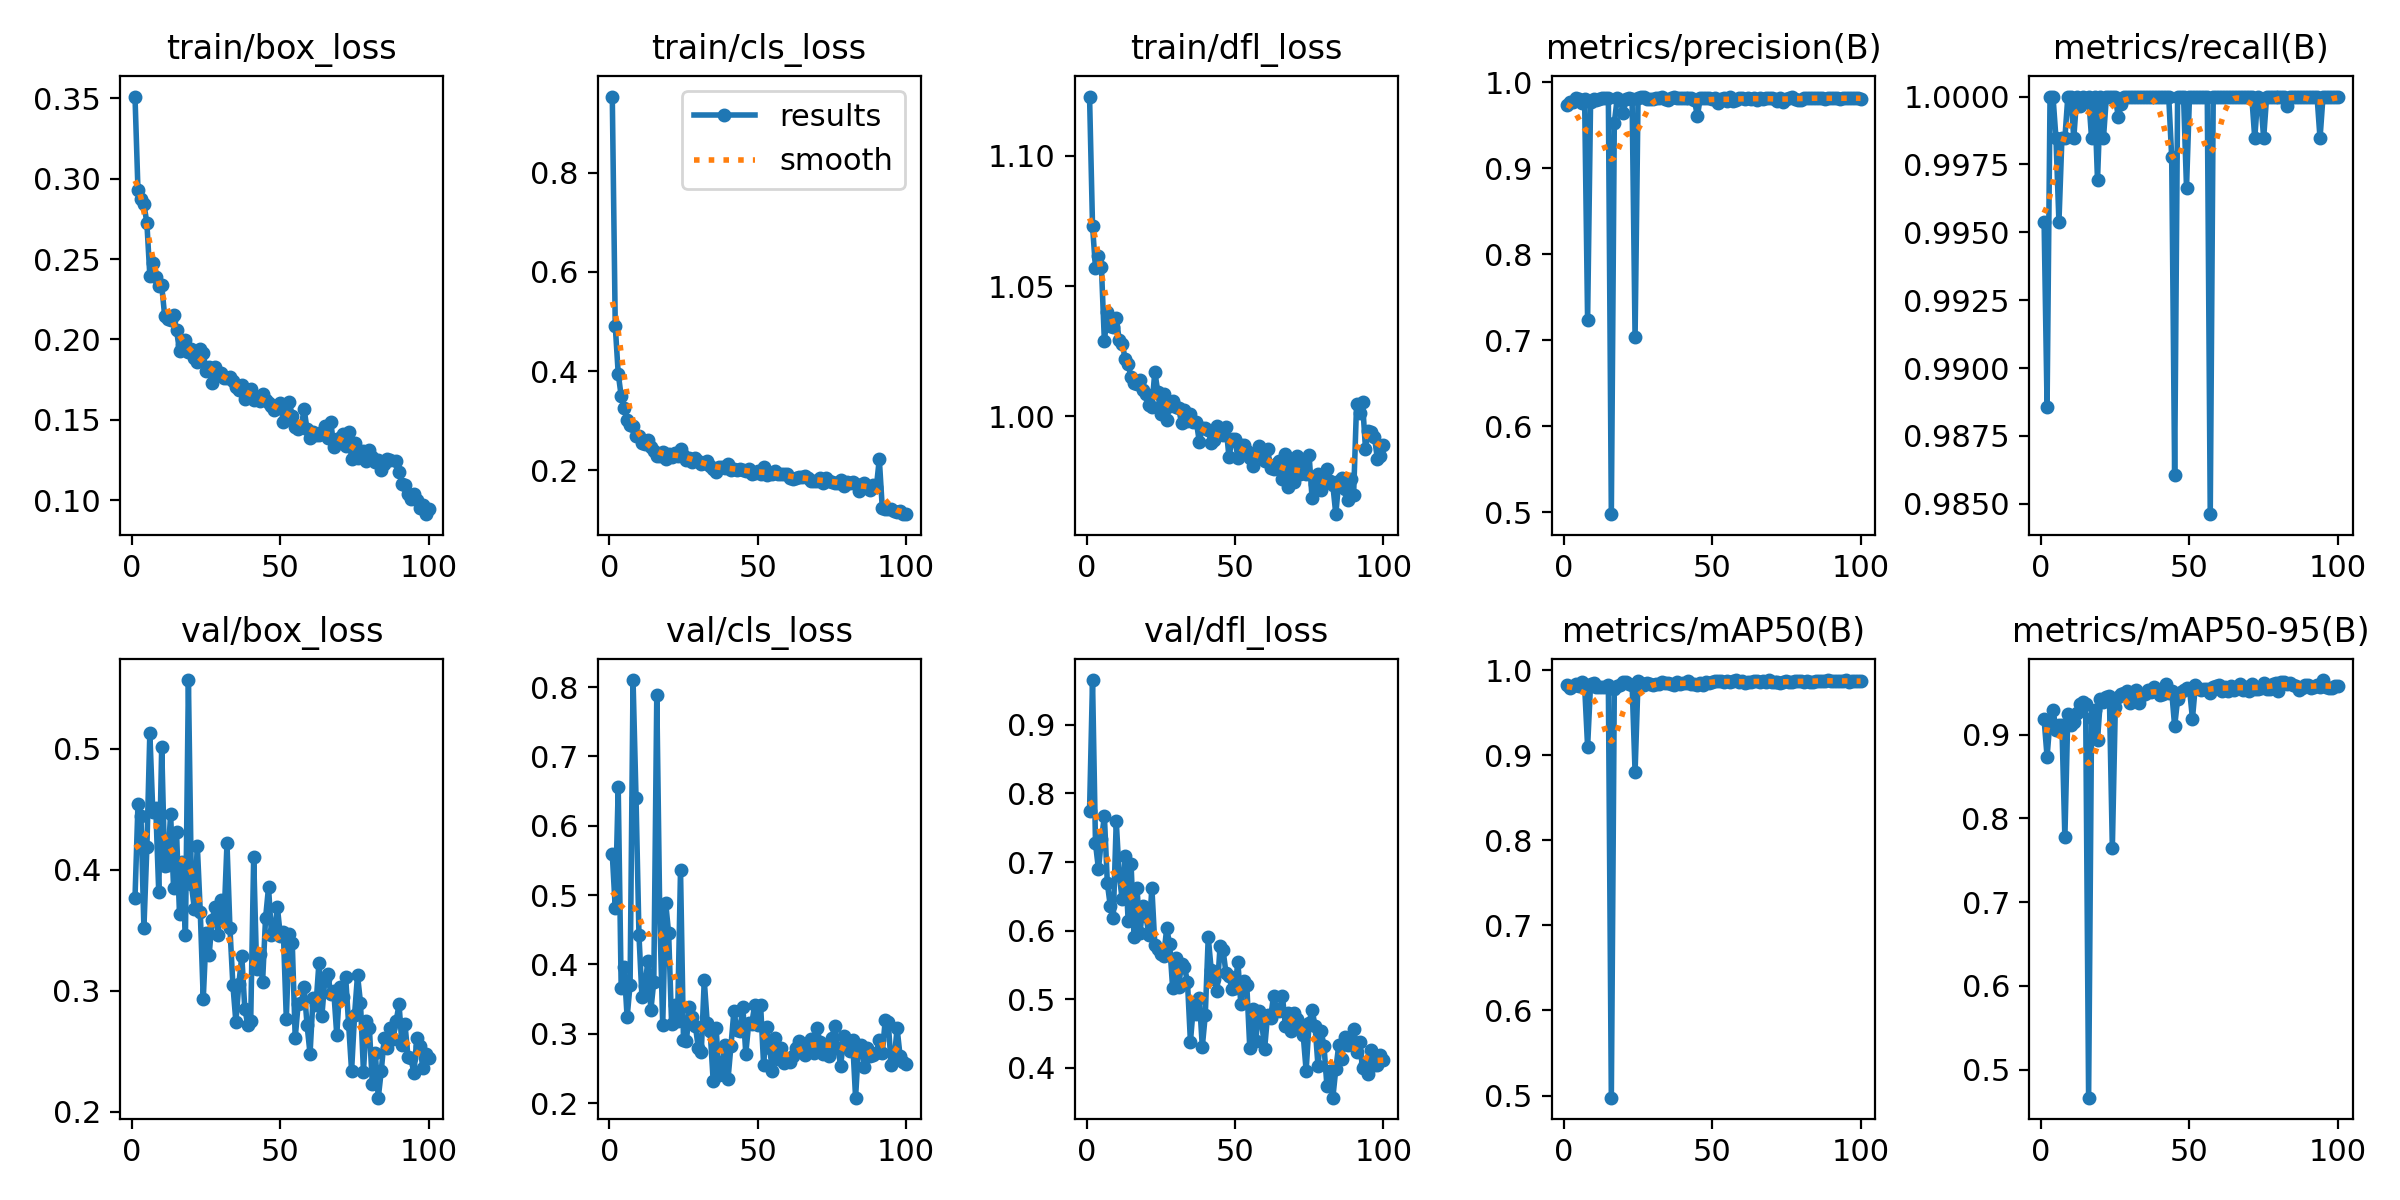 train/box_loss
0.35
0.30
0.25
0.20
0.15
0.10
0 50 100
train/cls_loss
results
smooth
0.8
0.6
0.4
0.2
0 50 100
train/dfl_loss
1.10
1.05
1.00
0 50 100
metrics/precision(B)
1.0
0.9
0.8
0.7
0.6
0.5
0 50 100
metrics/recall(B)
1.0000
0.9975
0.9950
0.9925
0.9900
0.9875
0.9850
0 50 100
val/box_loss
0.5
0.4
0.3
0.2
0 50 100
val/cls_loss
0.8
0.7
0.6
0.5
0.4
0.3
0.2
0 50 100
val/dfl_loss
0.9
0.8
0.7
0.6
0.5
0.4
0 50 100
metrics/mAP50(B)
1.0
0.9
0.8
0.7
0.6
0.5
0 50 100
metrics/mAP50-95(B)
0.9
0.8
0.7
0.6
0.5
0 50 100